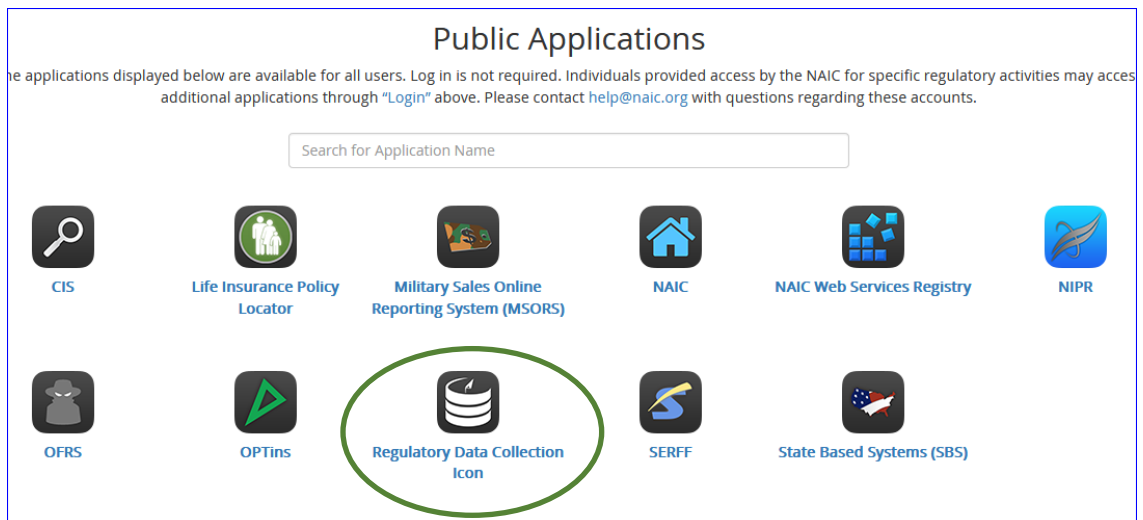 Public Applications
he applications displayed below are available for all users. Log in is not required. Individuals provided access by the NAIC for specific regulatory activities may acces
additional applications through “Login” above. Please contact help@naic.org with questions regarding these accounts.
Search for Application Name
CIS
Life Insurance Policy
Locator
Military Sales Online
Reporting System (MSORS)
NAIC
NAIC Web Services Registry
NIPR
OFRS
OPTins
Regulatory Data Collection
Icon
SERFF
State Based Systems (SBS)